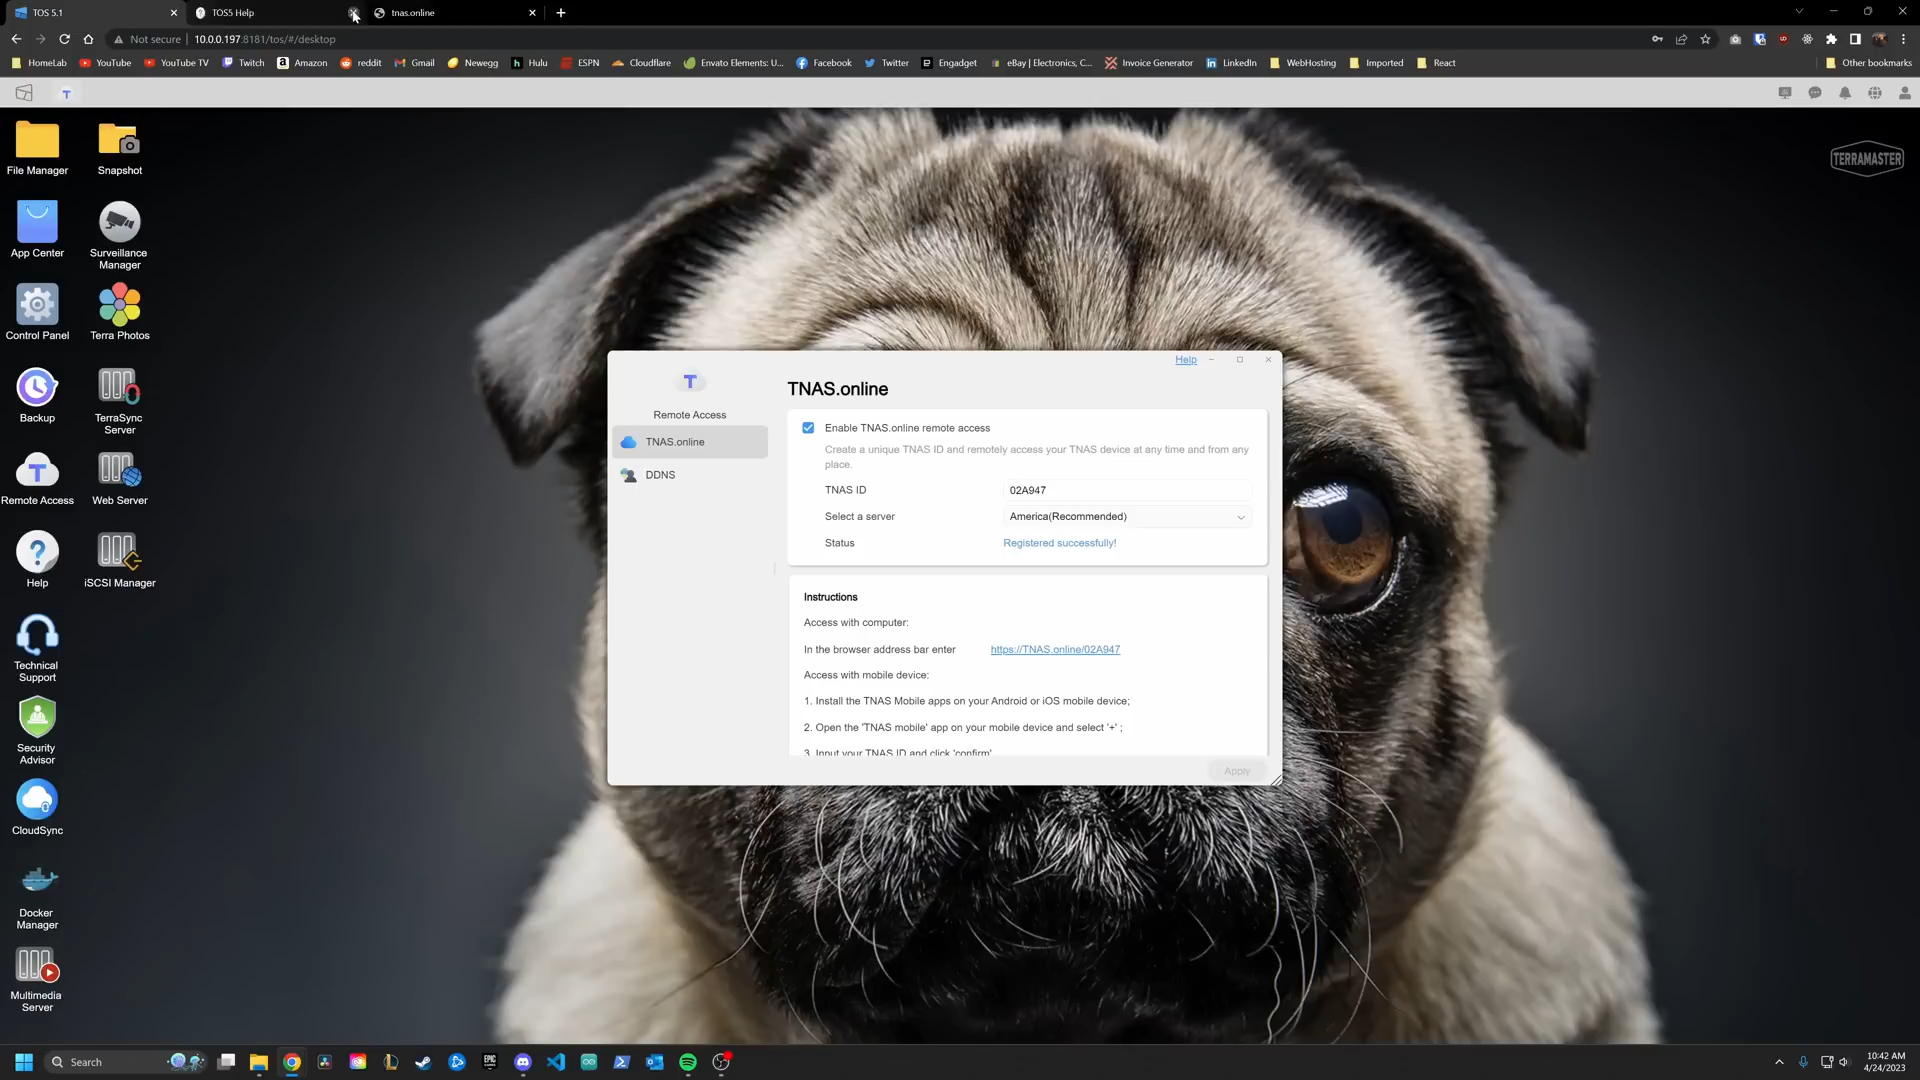 TOS 5.1
TOS5 Help
tnas.online
Not secure
10.0.0.197:8181/tos/#/desktop
HomeLab
YouTube
YouTube TV
Twitch
Amazon
reddit
Gmail
Newegg
Hulu
ESPN
Cloudflare
Envato Elements: U...
Facebook
Twitter
Engadget
eBay | Electronics, C...
Invoice Generator
LinkedIn
WebHosting
Imported
React
Other bookmarks
TERRAMASTER
File Manager
Snapshot
App Center
Surveillance
Manager
Control Panel
Terra Photos
Backup
TerraSync
Server
Remote Access
Web Server
Help
iSCSI Manager
Technical
Support
Security
Advisor
CloudSync
Docker
Manager
Multimedia
Server
Help
Remote Access
TNAS.online
DDNS
TNAS.online
Enable TNAS.online remote access
Create a unique TNAS ID and remotely access your TNAS device at any time and from any
place.
TNAS ID
02A947
Select a server
America(Recommended)
Status
Registered successfully!
Instructions
Access with computer:
In the browser address bar enter
https://TNAS.online/02A947
Access with mobile device:
1. Install the TNAS Mobile apps on your Android or iOS mobile device;
2. Open the 'TNAS mobile' app on your mobile device and select '+' ;
3. Input your TNAS ID and click 'confirm'
Apply
Search
EPIC
10:42 AM
4/24/2023